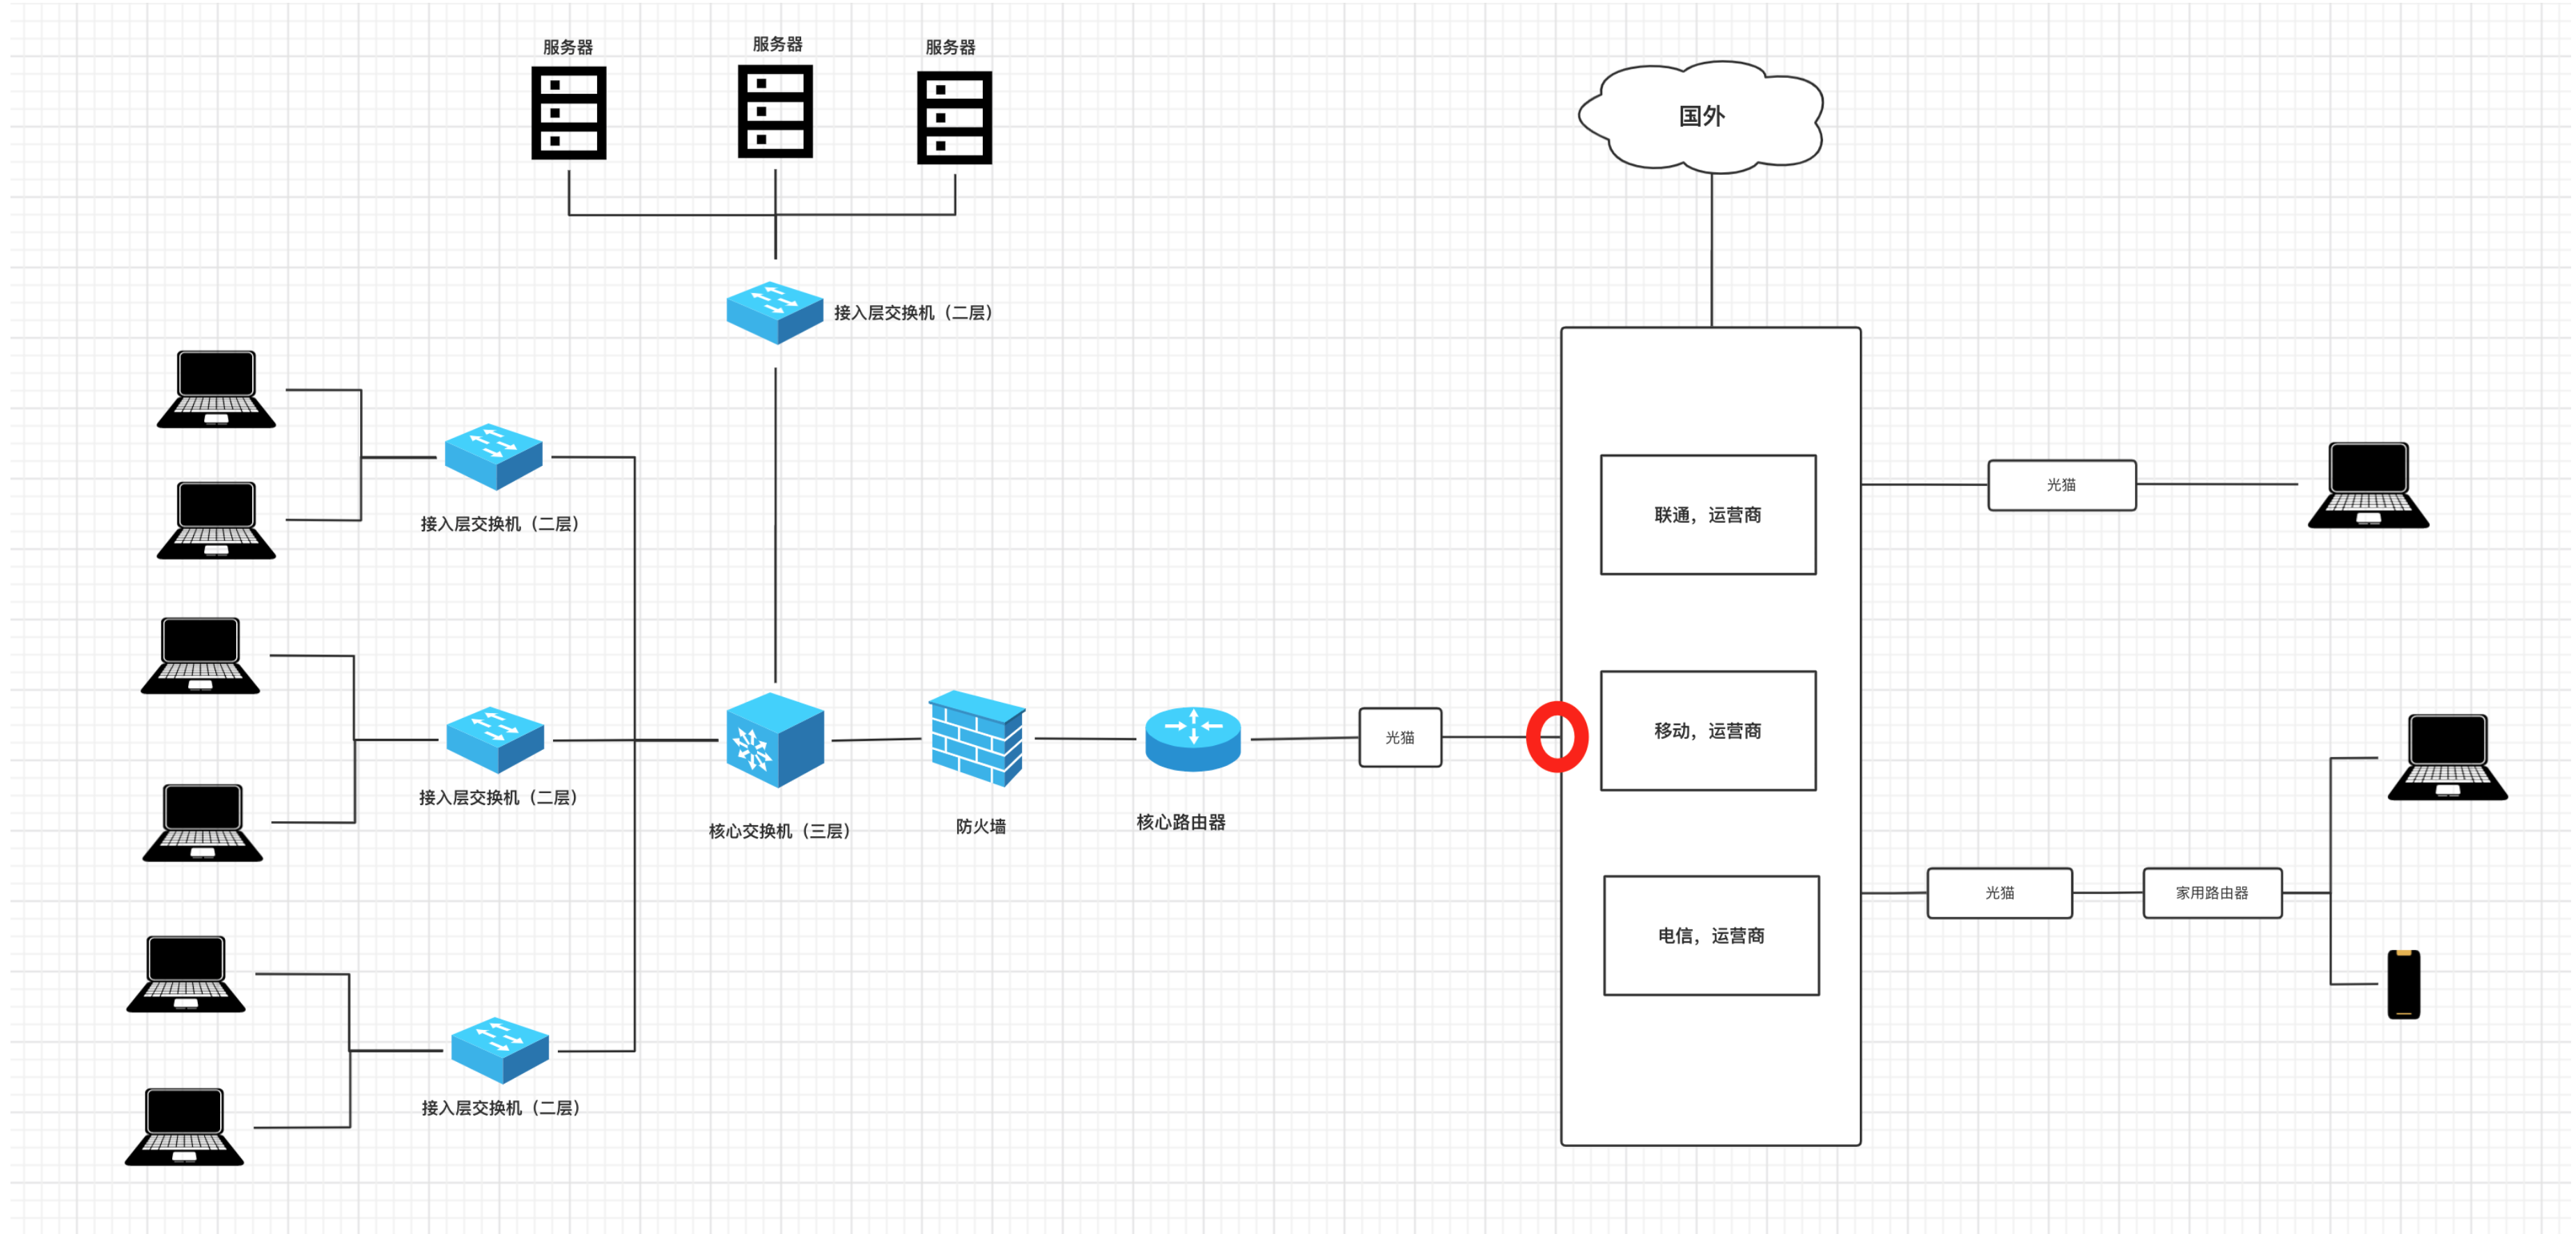 服务器
服务器
服务器
国外
接入层交换机（二层）
接入层交换机（二层）
联通，运营商
光猫
移动，运营商
光猫
接入层交换机（二层）
核心交换机（三层）
防火墙
核心路由器
光猫
家用路由器
电信，运营商
接入层交换机（二层）